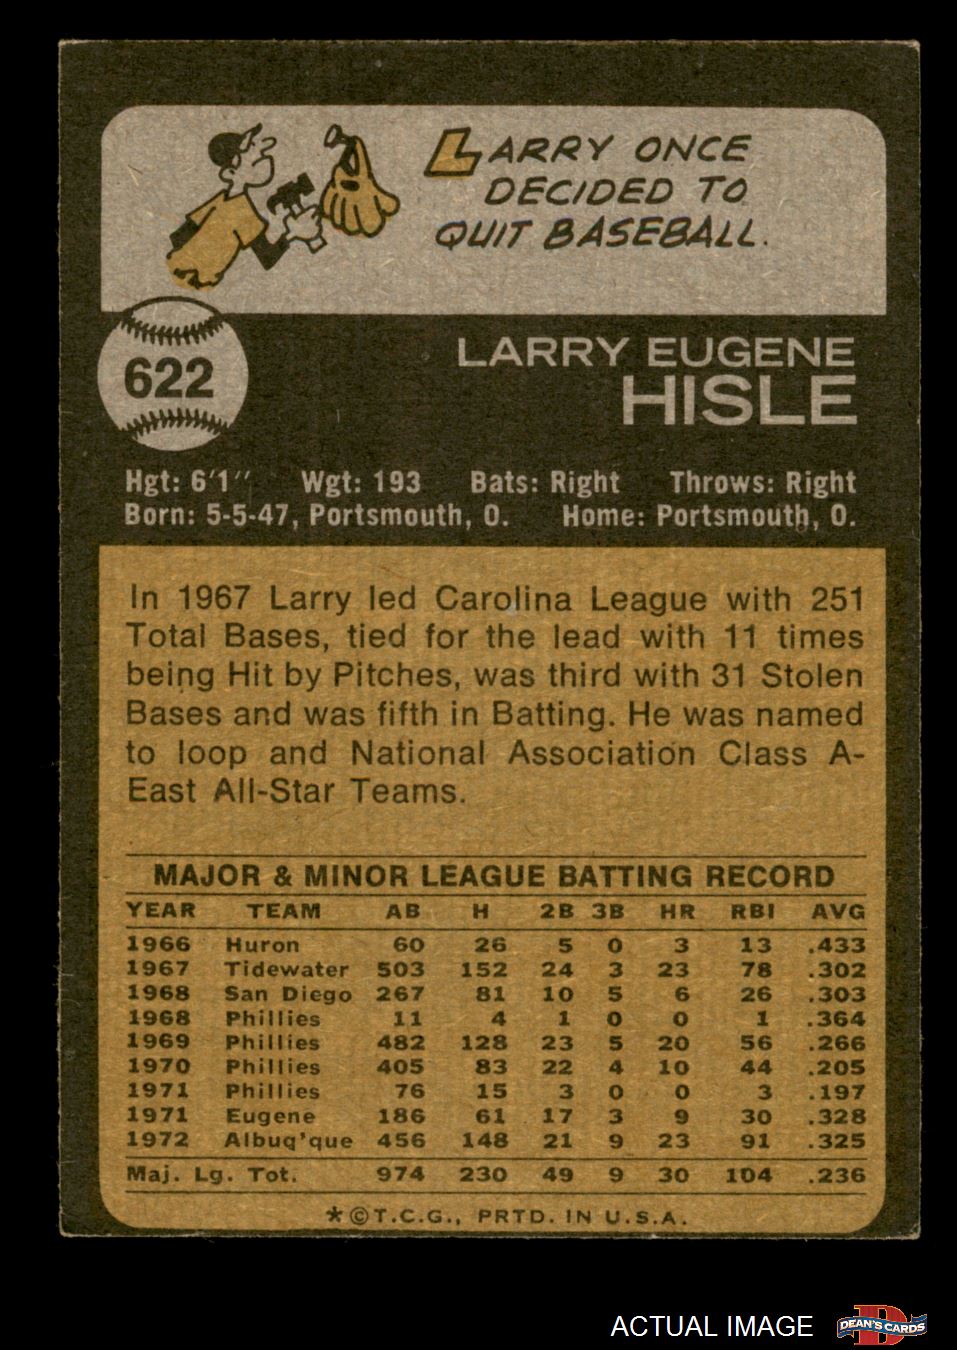 LARRY ONCE
DECIDED TO
QUIT BASEBALL.
622
LARRY EUGENE
HISLE
Hgt: 6'1" Wgt: 193 Bats: Right Throws: Right
Born: 5-5-47, Portsmouth, O. Home: Portsmouth, O.
In 1967 Larry led Carolina League with 251
Total Bases, tied for the lead with 11 times
being Hit by Pitches, was third with 31 Stolen
Bases and was fifth in Batting. He was named
to loop and National Association Class A-
East All-Star Teams.
MAJOR & MINOR LEAGUE BATTING RECORD
YEAR TEAM AB H 2B 3B HR RBI AVG
1966 Huron 60 26 5 0 3 13 .433
1967 Tidewater 503 152 24 3 23 78 .302
1968 San Diego 267 81 10 5 6 26 .303
1968 Phillies 11 4 1 0 0 1 .364
1969 Phillies 482 128 23 5 20 56 .266
1970 Phillies 405 83 22 4 10 44 .205
1971 Phillies 76 15 3 0 0 3 .197
1971 Eugene 186 61 17 3 9 30 .328
1972 Albuq'que 456 148 21 9 23 91 .325
Maj. Lg. Tot. 974 230 49 9 30 104 .236
*©T.C.G., PRTD. IN U.S.A.
ACTUAL IMAGE
DEAN'S CARDS